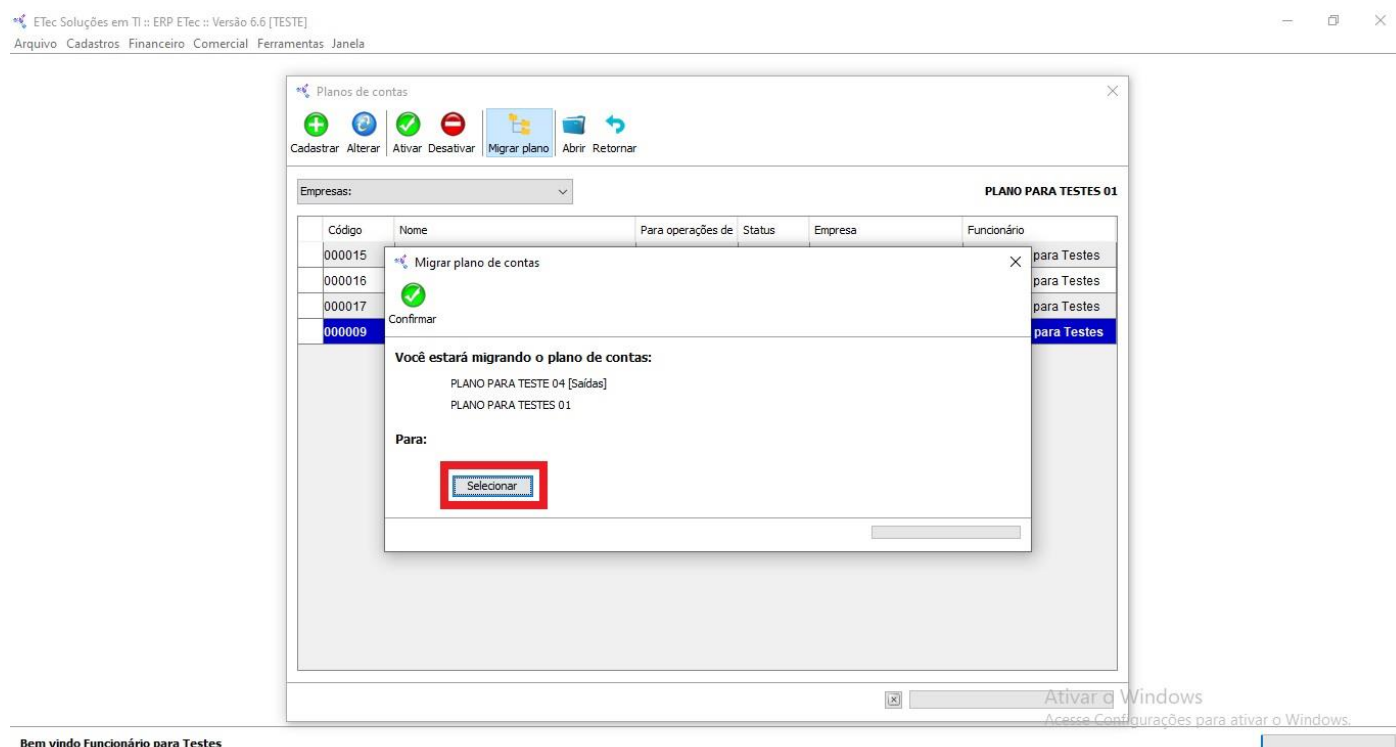 ETec Soluções em TI :: ERP ETec :: Versão 6.6 [TESTE]
Arquivo Cadastros Financeiro Comercial Ferramentas Janela
Planos de contas
Cadastrar Alterar Ativar Desativar Migrar plano Abrir Retornar
Empresas:
PLANO PARA TESTES 01
Código Nome Para operações de Status Empresa Funcionário
000015 para Testes
000016 para Testes
000017 para Testes
000009 para Testes
Migrar plano de contas
Confirmar
Você estará migrando o plano de contas:
PLANO PARA TESTE 04 [Saídas]
PLANO PARA TESTES 01
Para:
Selecionar
Ativar o Windows
Acesse Configurações para ativar o Windows.
Bem vindo Funcionário para Testes